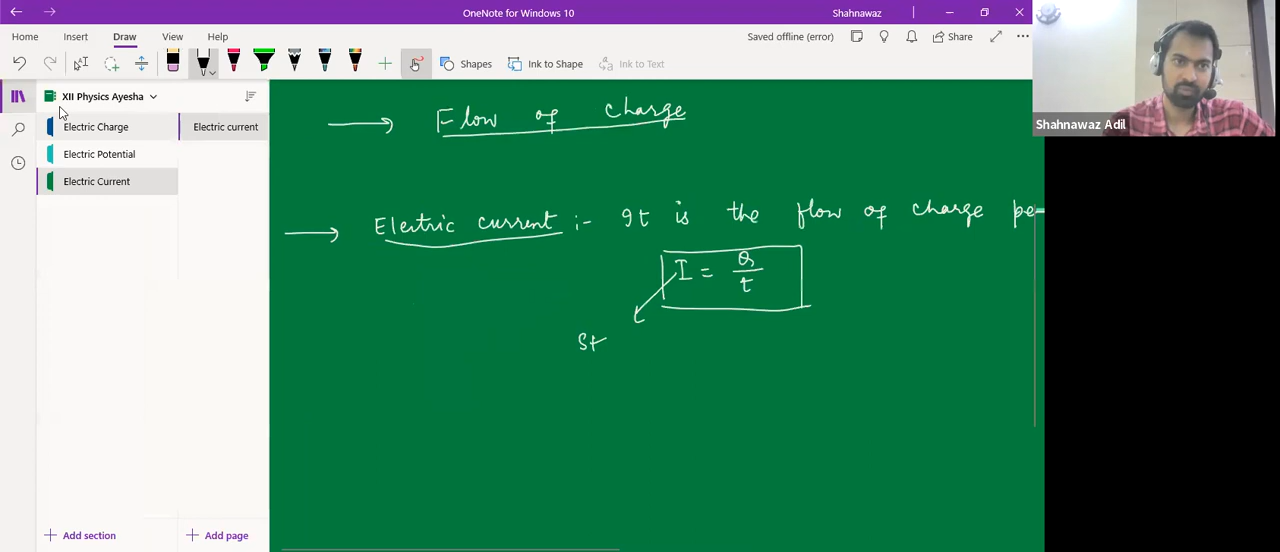 OneNote for Windows 10
Shahnawaz
Home Insert Draw View Help
Saved offline (error)
Share
Shapes
Ink to Shape
Ink to Text
XII Physics Ayesha
Electric Charge
Electric current
Electric Potential
Electric Current
Shahnawaz Adil
Flow of charge
Electric current :- It is the flow of charge pe
I = Q/t
St
Add section
Add page